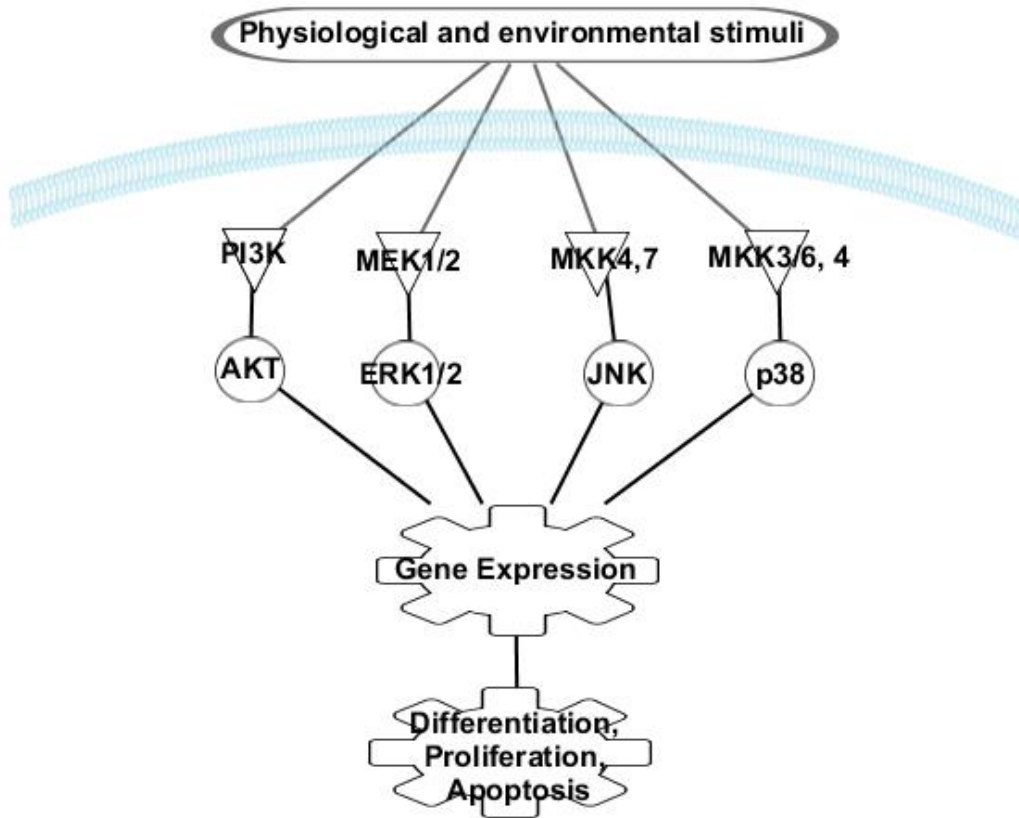 Physiological and environmental stimuli
PI3K
MEK1/2
MKK4,7
MKK3/6, 4
AKT
ERK1/2
JNK
p38
Gene Expression
Differentiation,
Proliferation,
Apoptosis